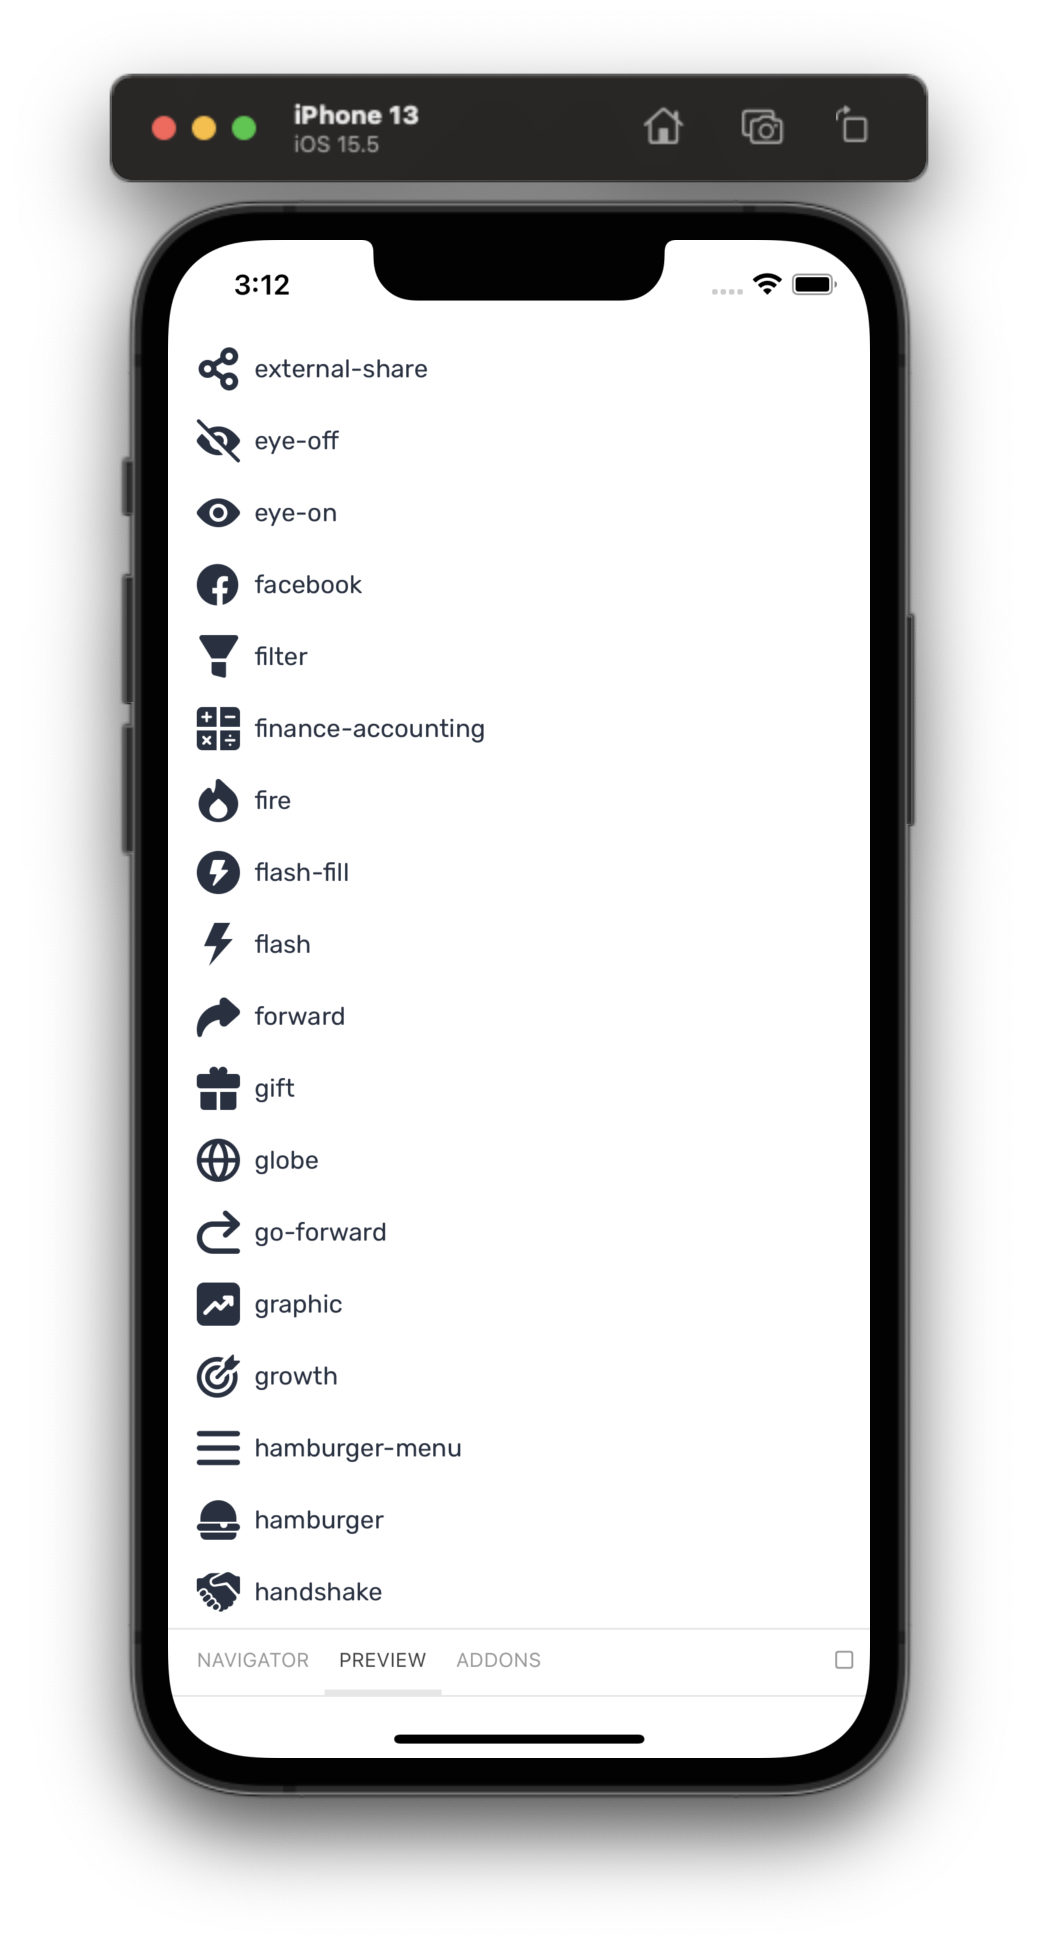 iPhone 13
iOS 15.5
3:12
external-share
eye-off
eye-on
facebook
filter
finance-accounting
fire
flash-fill
flash
forward
gift
globe
go-forward
graphic
growth
hamburger-menu
hamburger
handshake
NAVIGATOR PREVIEW ADDONS